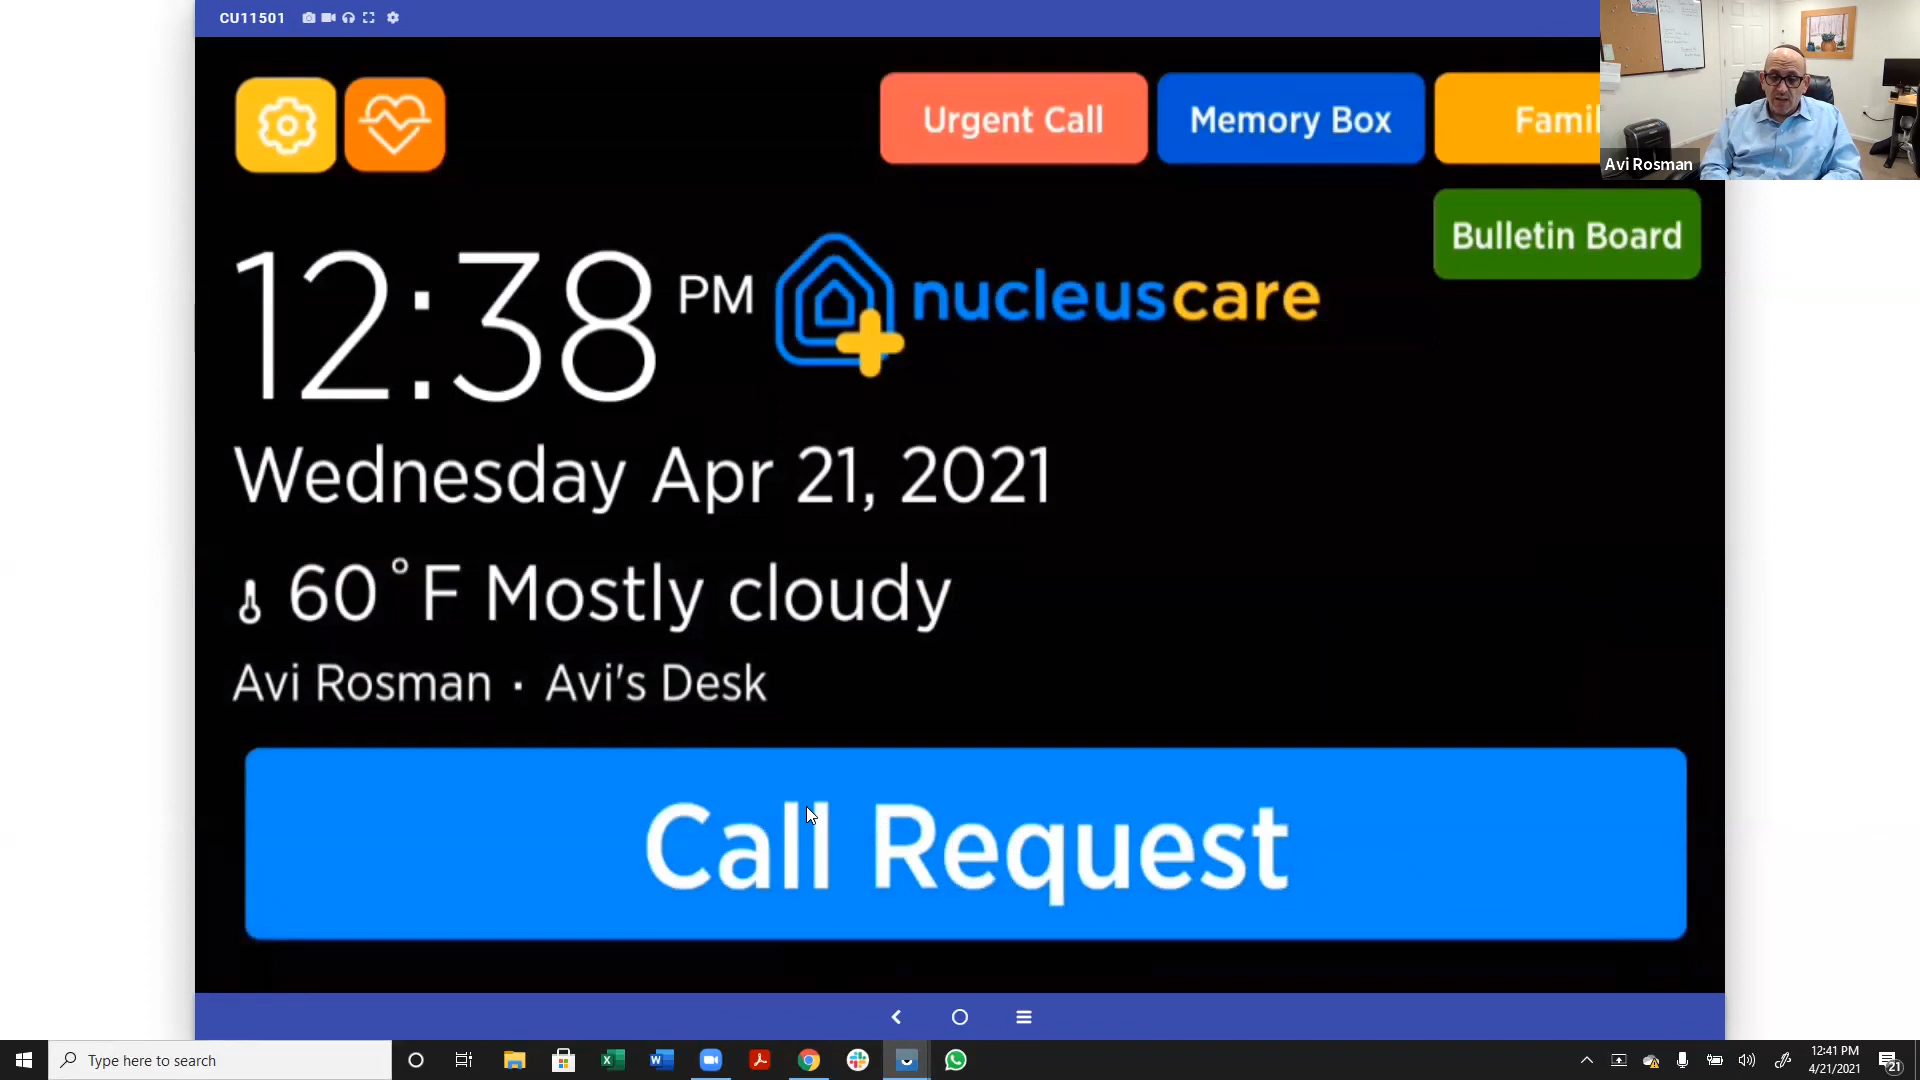 CU11501
Urgent Call
Memory Box
Famil
Avi Rosman
Bulletin Board
12:38 PM
nucleuscare
Wednesday Apr 21, 2021
60°F Mostly cloudy
Avi Rosman · Avi's Desk
Call Request
Type here to search
12:41 PM
4/21/2021
21